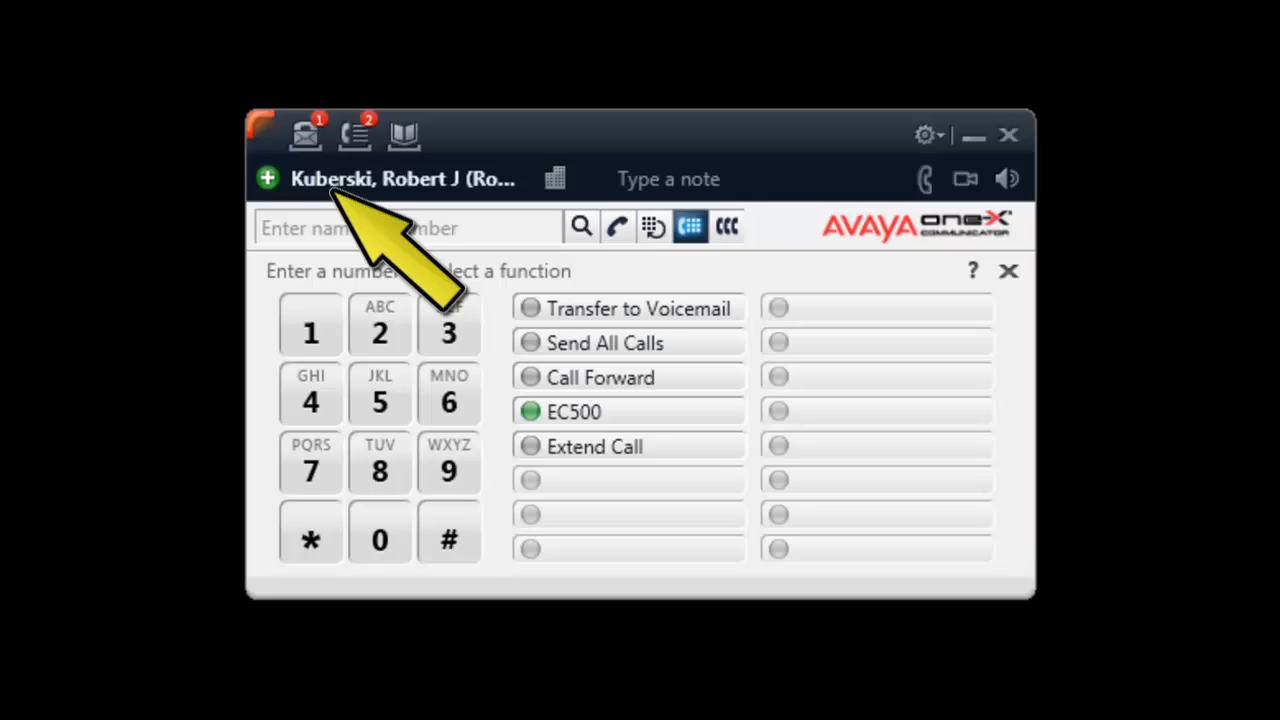 1 2
Kuberski, Robert J (Ro... Type a note
Enter nam mber
AVAYA one-X
COMMUNICATOR
Enter a number lect a function ?
1
ABC
2
3
GHI
4
JKL
5
MNO
6
PQRS
7
TUV
8
WXYZ
9
*
0
#
Transfer to Voicemail
Send All Calls
Call Forward
EC500
Extend Call